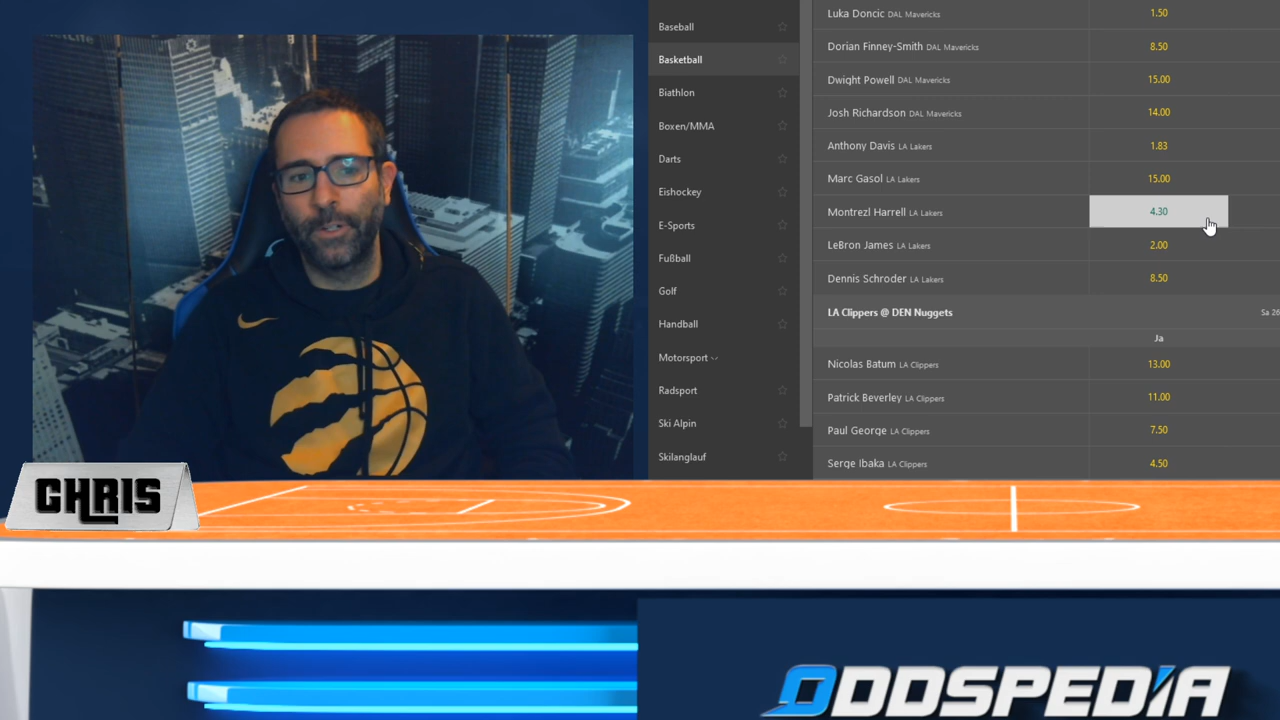 Baseball
Basketball
Biathlon
Boxen/MMA
Darts
Eishockey
E-Sports
Fußball
Golf
Handball
Motorsport
Radsport
Ski Alpin
Skilanglauf
Luka Doncic DAL Mavericks 1.50
Dorian Finney-Smith DAL Mavericks 8.50
Dwight Powell DAL Mavericks 15.00
Josh Richardson DAL Mavericks 14.00
Anthony Davis LA Lakers 1.83
Marc Gasol LA Lakers 15.00
Montrezl Harrell LA Lakers 4.30
LeBron James LA Lakers 2.00
Dennis Schroder LA Lakers 8.50
LA Clippers @ DEN Nuggets Sa 26
Ja
Nicolas Batum LA Clippers 13.00
Patrick Beverley LA Clippers 11.00
Paul George LA Clippers 7.50
Serge Ibaka LA Clippers 4.50
CHRIS
ODDSPEDIA